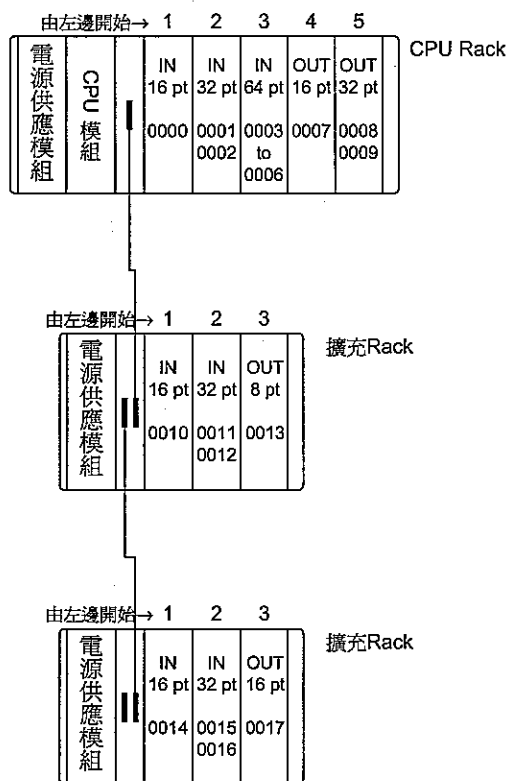 由左邊開始→ 1 2 3 4 5
CPU Rack
電源供應模組
CPU 模組
IN IN IN OUT OUT
16 pt 32 pt 64 pt 16 pt 32 pt
0000 0001 0003 0007 0008
0002 to 0009
0006
由左邊開始→ 1 2 3
擴充Rack
電源供應模組
IN IN OUT
16 pt 32 pt 8 pt
0010 0011 0013
0012
由左邊開始→ 1 2 3
擴充Rack
電源供應模組
IN IN OUT
16 pt 32 pt 16 pt
0014 0015 0017
0016